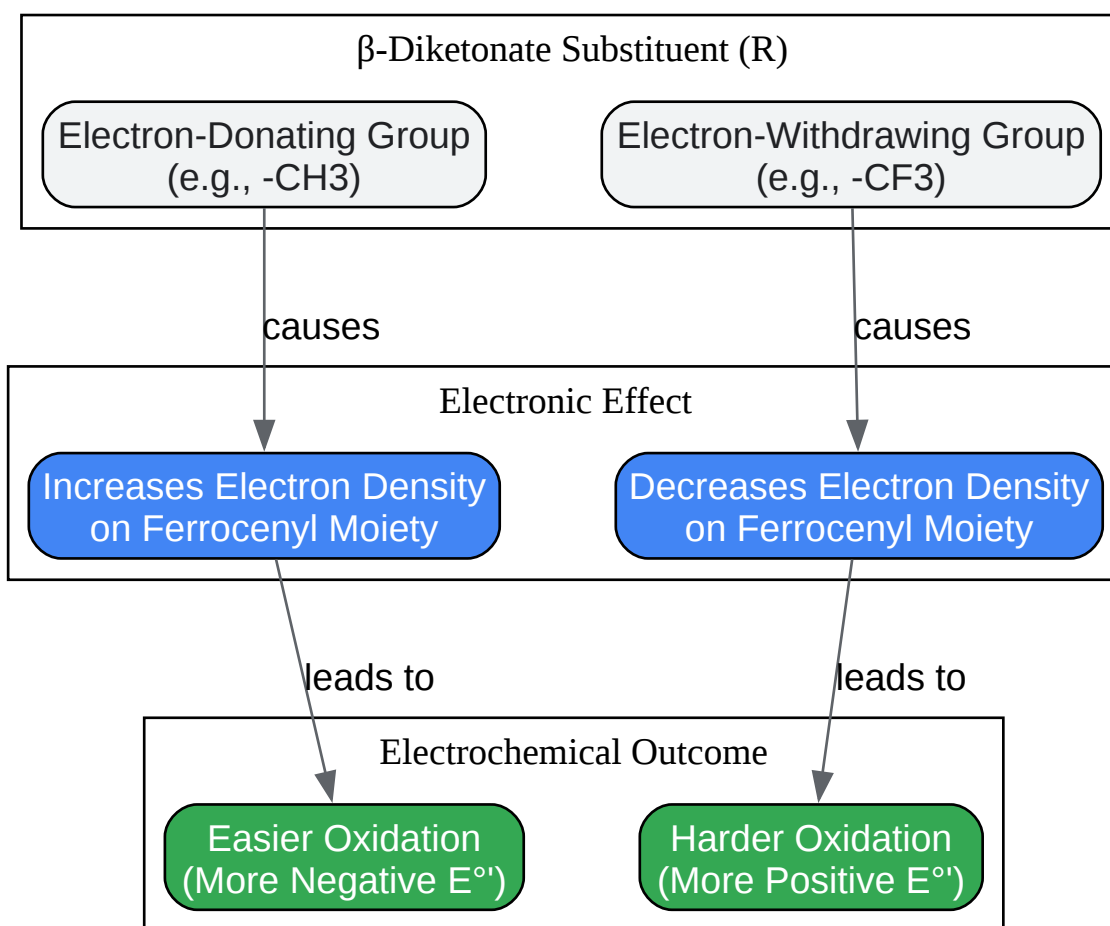 β-Diketonate Substituent (R)
Electron-Donating Group
(e.g., -CH3)
Electron-Withdrawing Group
(e.g., -CF3)
causes
causes
Electronic Effect
Increases Electron Density
on Ferrocenyl Moiety
Decreases Electron Density
on Ferrocenyl Moiety
leads to
leads to
Electrochemical Outcome
Easier Oxidation
(More Negative E°')
Harder Oxidation
(More Positive E°')